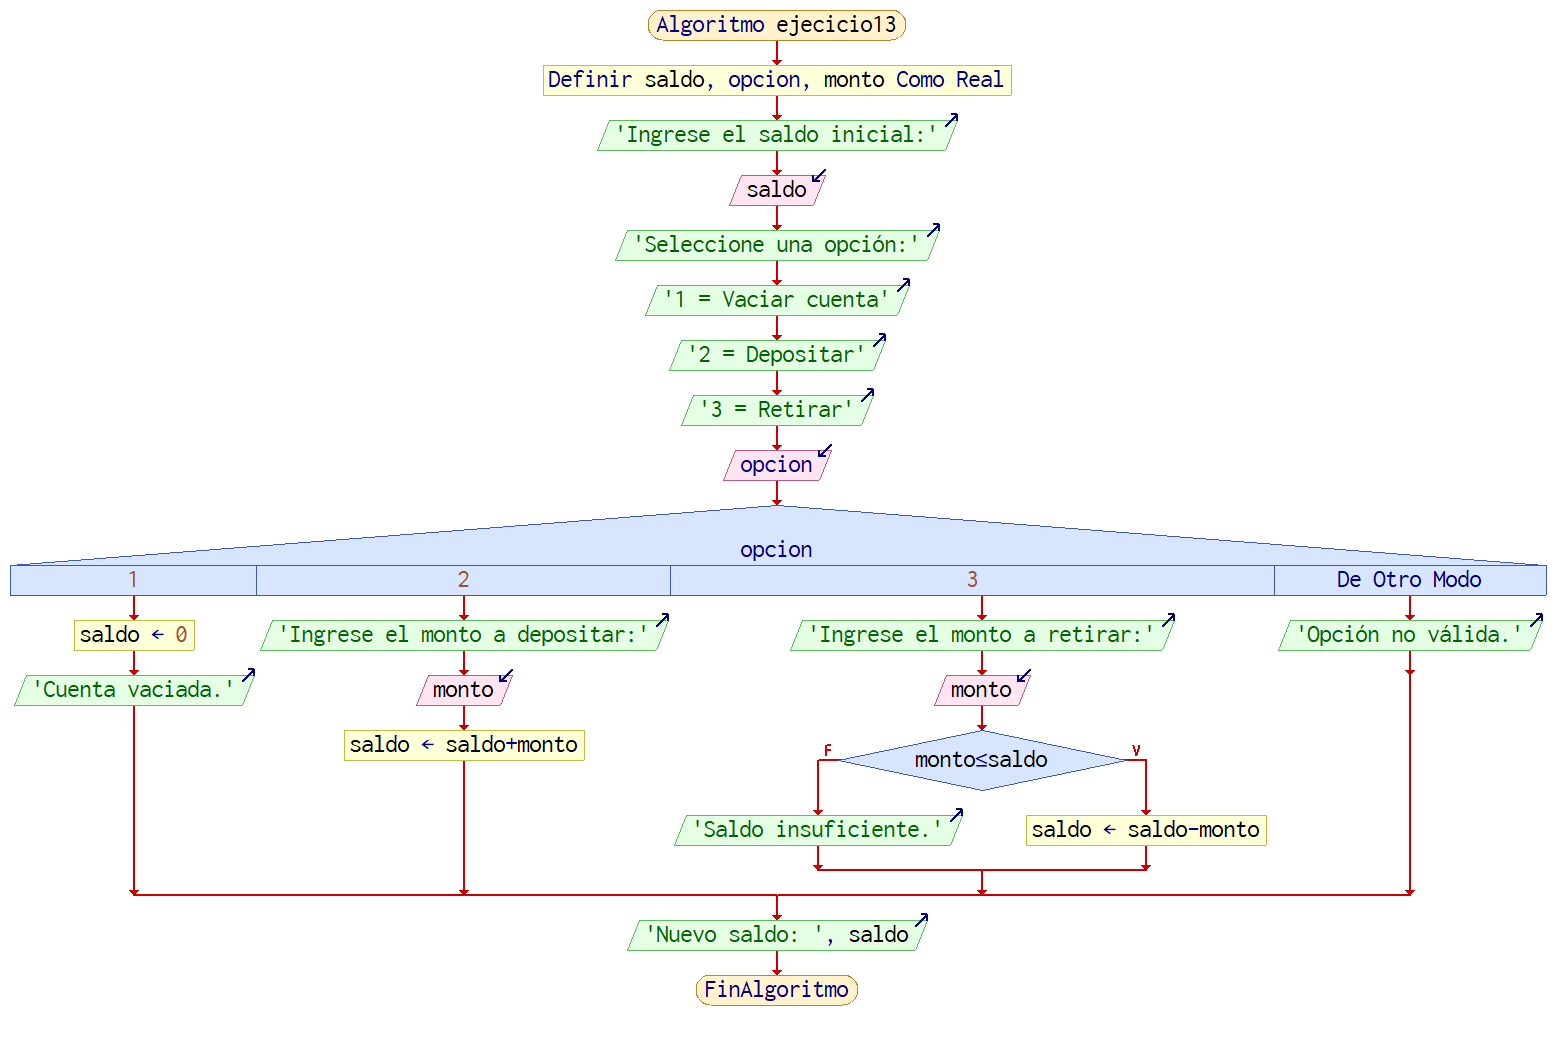 Algoritmo ejecicio13
Definir saldo, opcion, monto Como Real
'Ingrese el saldo inicial:'
saldo
'Seleccione una opción:'
'1 = Vaciar cuenta'
'2 = Depositar'
'3 = Retirar'
opcion
opcion
1 2 3 De Otro Modo
saldo ← 0
'Cuenta vaciada.'
'Ingrese el monto a depositar:'
monto
saldo ← saldo+monto
'Ingrese el monto a retirar:'
monto
F
monto≤saldo
V
'Saldo insuficiente.'
saldo ← saldo-monto
'Opción no válida.'
'Nuevo saldo: ', saldo
FinAlgoritmo